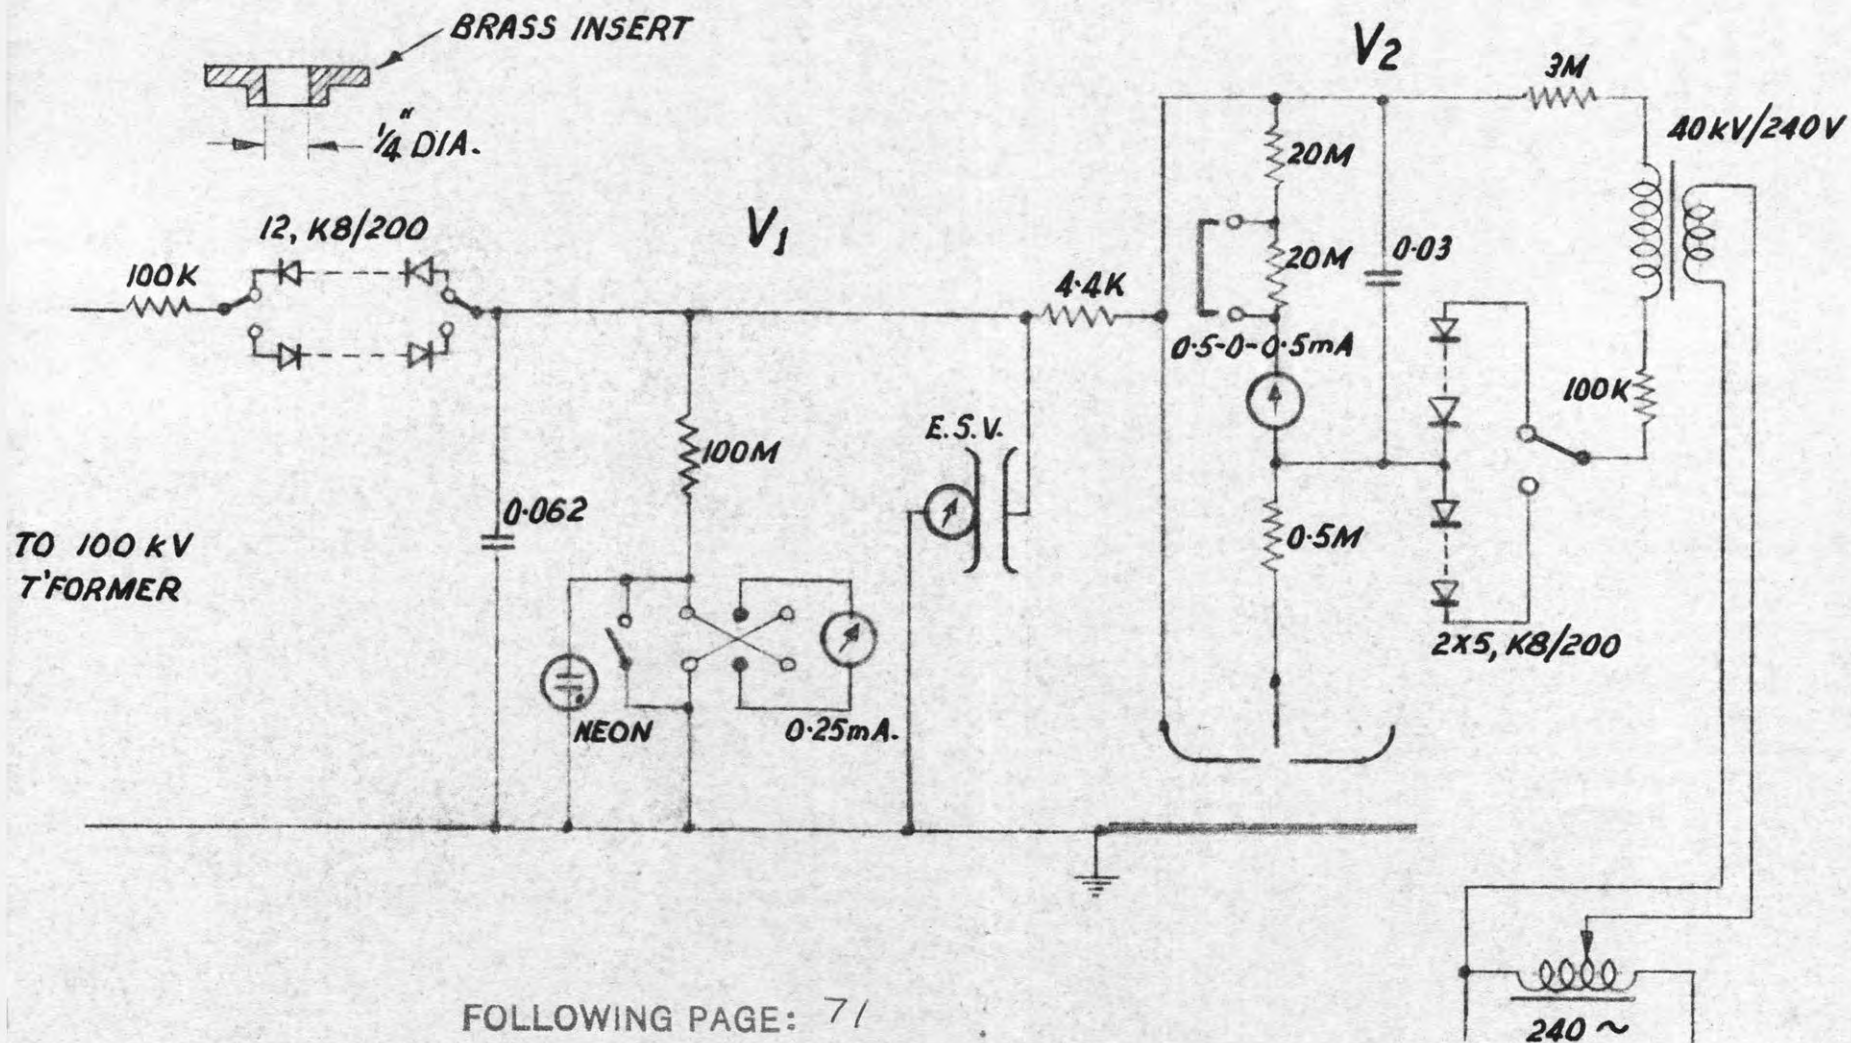 BRASS INSERT
1/4" DIA.
V2
3M
40kV/240V
20M
20M
0.03
0.5-0-0.5mA
100K
0.5M
2X5, K8/200
12, K8/200
100K
V1
4.4K
100M
E.S.V.
0.062
TO 100 kV
T'FORMER
NEON
0.25mA.
240 ~
FOLLOWING PAGE: 71